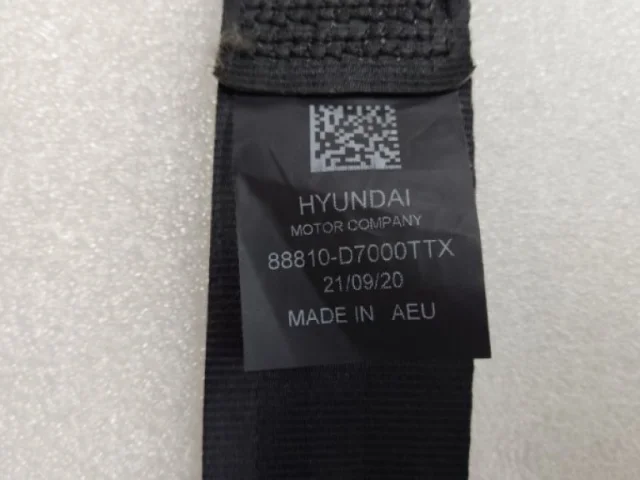 HYUNDAI
MOTOR COMPANY
88810-D7000TTX
21/09/20
MADE IN AEU